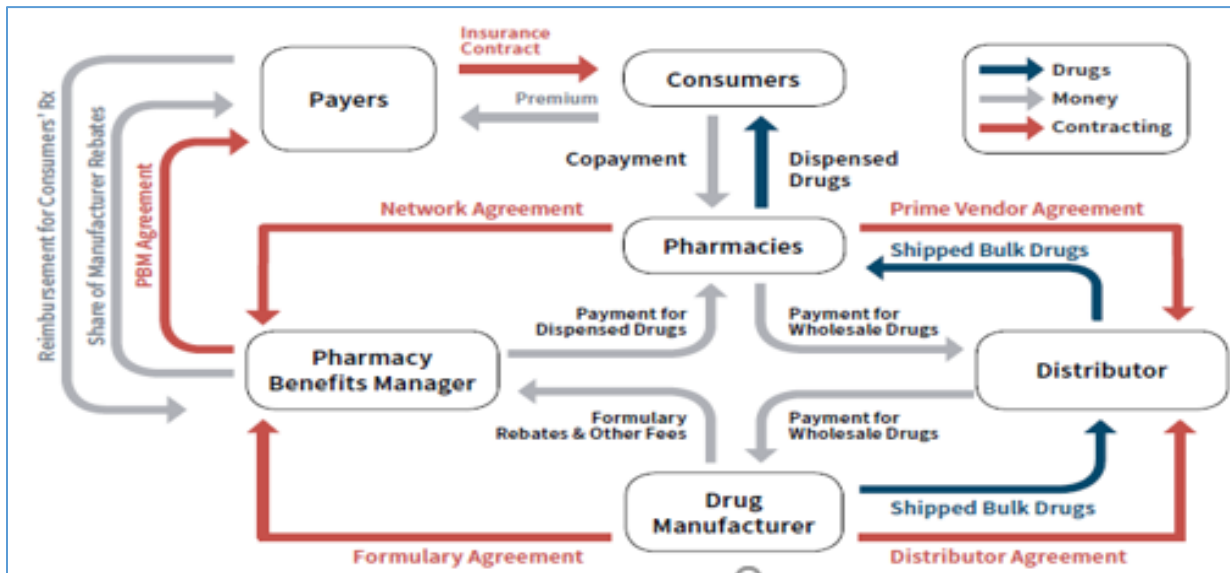 Insurance
Contract
Payers
Consumers
Premium
Drugs
Money
Contracting
Reimbursement for Consumers' Rx
Share of Manufacturer Rebates
PBM Agreement
Copayment
Dispensed
Drugs
Network Agreement
Pharmacies
Prime Vendor Agreement
Shipped Bulk Drugs
Payment for
Dispensed Drugs
Payment for
Wholesale Drugs
Pharmacy
Benefits Manager
Distributor
Formulary
Rebates & Other Fees
Payment for
Wholesale Drugs
Drug
Manufacturer
Shipped Bulk Drugs
Formulary Agreement
Distributor Agreement